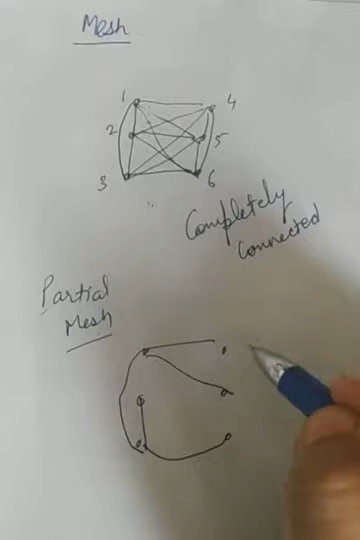 Mesh
1 4
2 5
3 6
Completely
Connected
Partial
Mesh